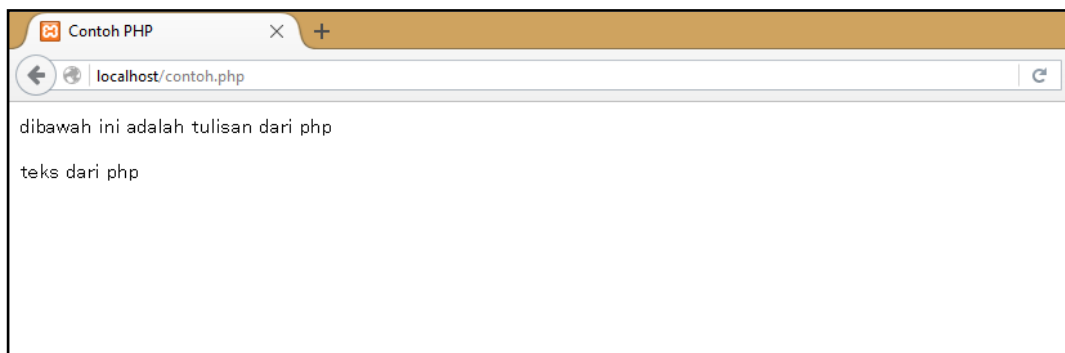 Contoh PHP
localhost/contoh.php
dibawah ini adalah tulisan dari php
teks dari php